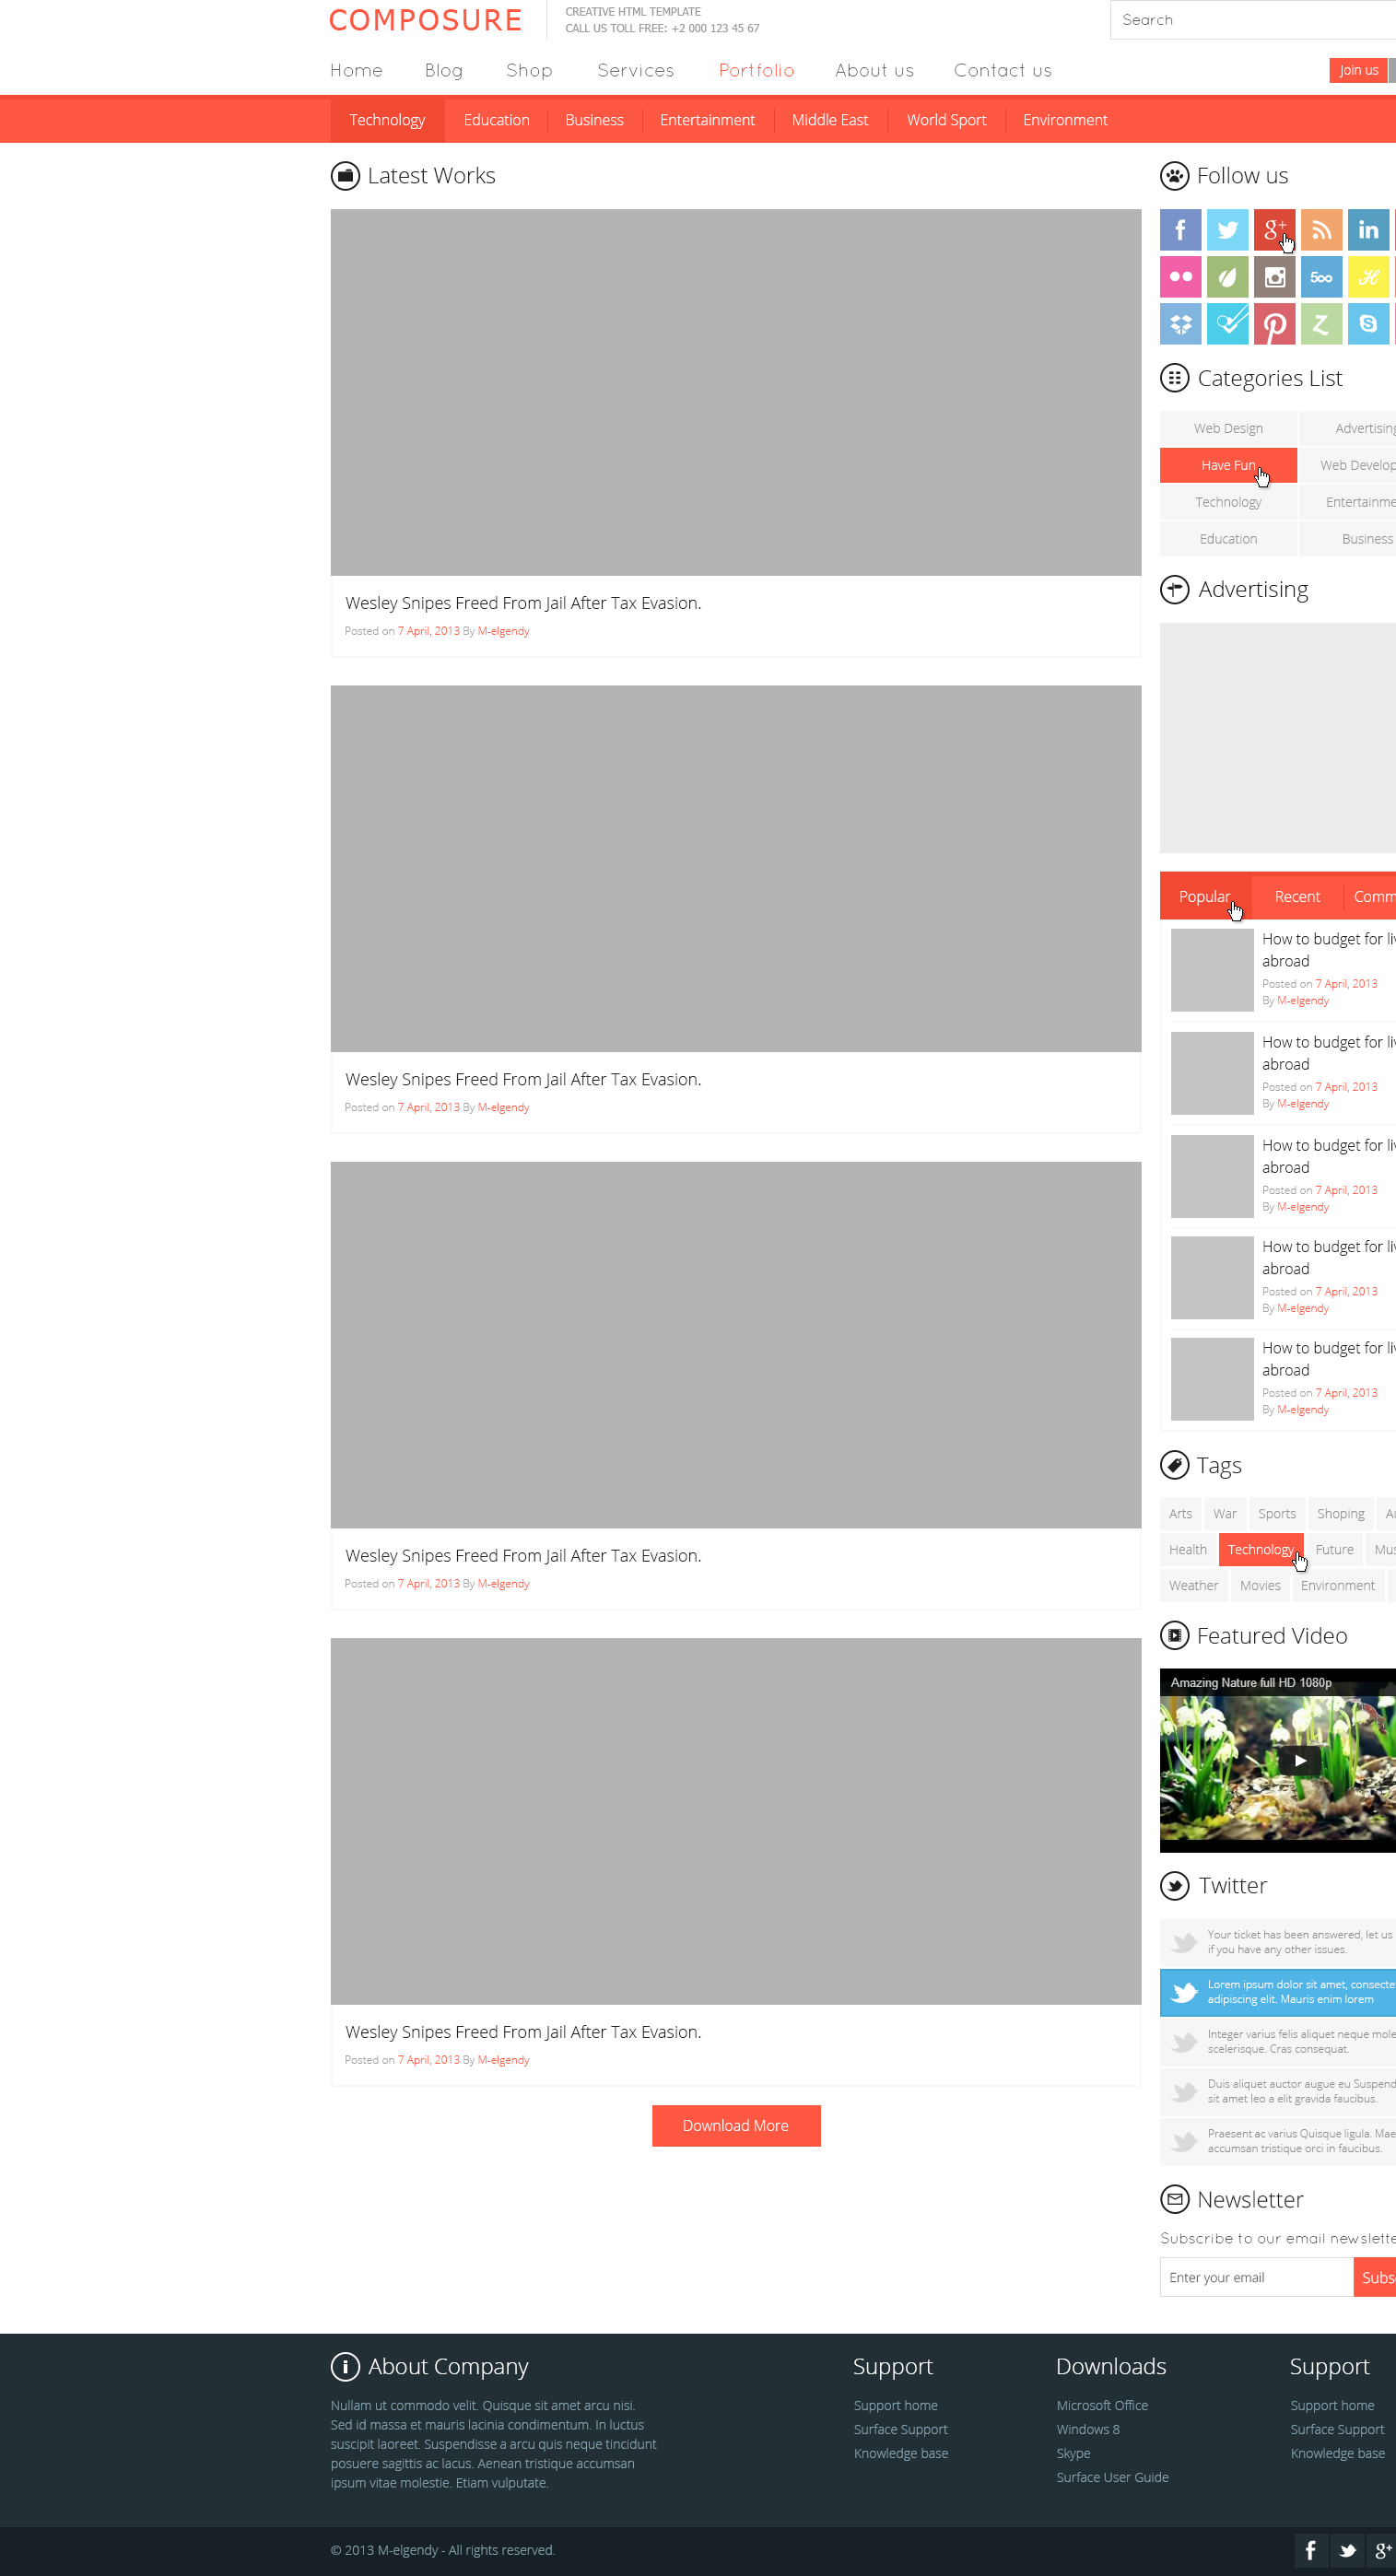 COMPOSURE
CREATIVE HTML TEMPLATE
CALL US TOLL FREE: +2 000 123 45 67
Search
Home Blog Shop Services Portfolio About us Contact us
Join us
Technology Education Business Entertainment Middle East World Sport Environment
Latest Works
Wesley Snipes Freed From Jail After Tax Evasion.
Posted on 7 April, 2013 By M-elgendy
Wesley Snipes Freed From Jail After Tax Evasion.
Posted on 7 April, 2013 By M-elgendy
Wesley Snipes Freed From Jail After Tax Evasion.
Posted on 7 April, 2013 By M-elgendy
Wesley Snipes Freed From Jail After Tax Evasion.
Posted on 7 April, 2013 By M-elgendy
Download More
Follow us
500
Categories List
Web Design Advertising
Have Fun Web Develop
Technology Entertainme
Education Business
Advertising
Popular Recent Comm
How to budget for liv
abroad
Posted on 7 April, 2013
By M-elgendy
How to budget for liv
abroad
Posted on 7 April, 2013
By M-elgendy
How to budget for liv
abroad
Posted on 7 April, 2013
By M-elgendy
How to budget for liv
abroad
Posted on 7 April, 2013
By M-elgendy
How to budget for liv
abroad
Posted on 7 April, 2013
By M-elgendy
Tags
Arts War Sports Shoping Au
Health Technology Future Mus
Weather Movies Environment
Featured Video
Amazing Nature full HD 1080p
Twitter
Your ticket has been answered, let us
if you have any other issues.
Lorem ipsum dolor sit amet, consecte
adipiscing elit. Mauris enim lorem
Integer varius felis aliquet neque mole
scelerisque. Cras consequat.
Duis aliquet auctor augue eu Suspend
sit amet leo a elit gravida faucibus.
Praesent ac varius Quisque ligula. Mae
accumsan tristique orci in faucibus.
Newsletter
Subscribe to our email newslette
Enter your email Subs
About Company
Nullam ut commodo velit. Quisque sit amet arcu nisi.
Sed id massa et mauris lacinia condimentum. In luctus
suscipit laoreet. Suspendisse a arcu quis neque tincidunt
posuere sagittis ac lacus. Aenean tristique accumsan
ipsum vitae molestie. Etiam vulputate.
Support
Support home
Surface Support
Knowledge base
Downloads
Microsoft Office
Windows 8
Skype
Surface User Guide
Support
Support home
Surface Support
Knowledge base
© 2013 M-elgendy - All rights reserved.